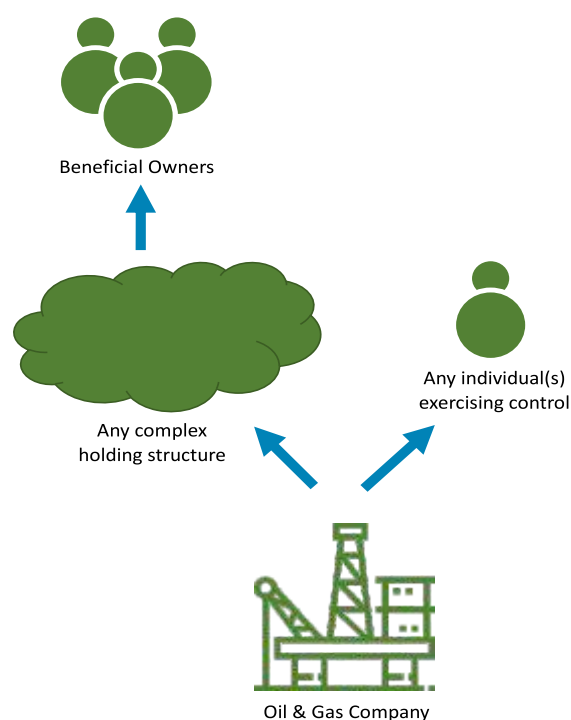 Beneficial Owners
Any complex
holding structure
Any individual(s)
exercising control
Oil & Gas Company